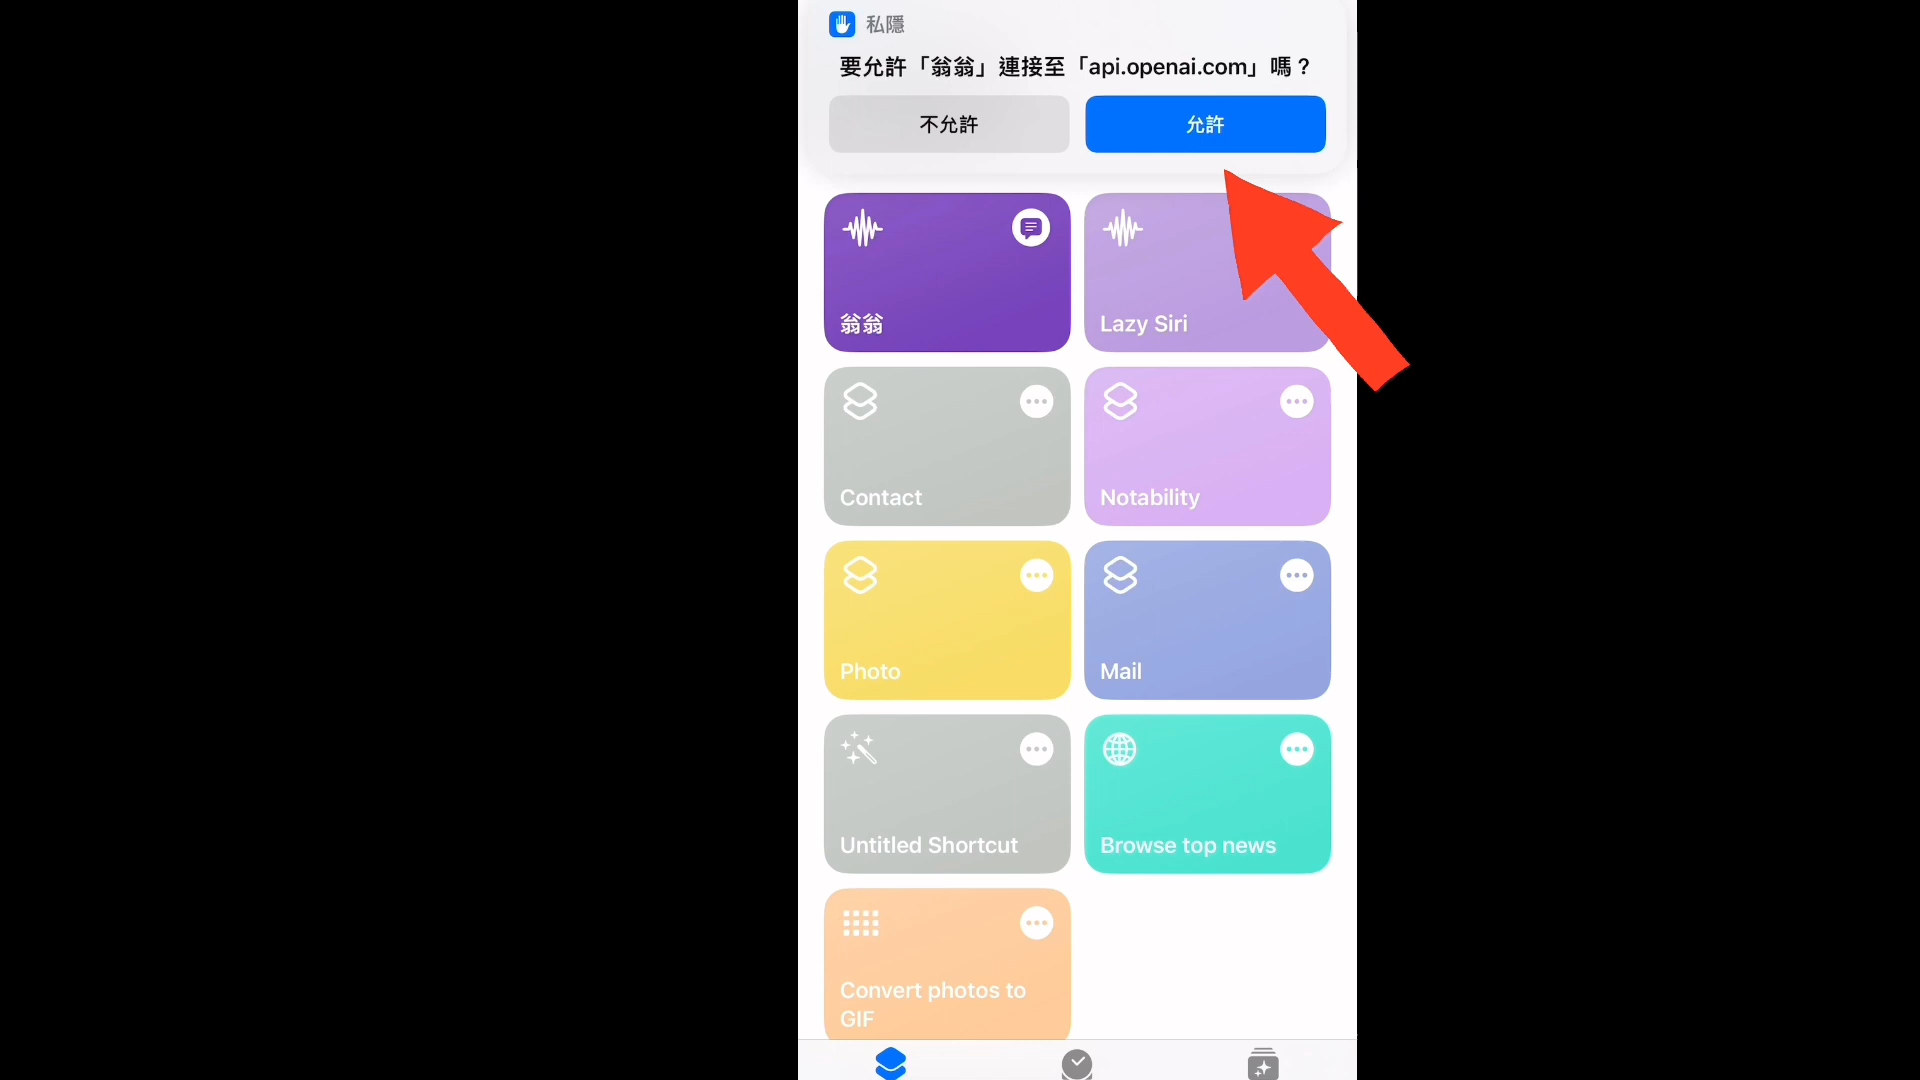 私隱
要允許「翁翁」連接至「api.openai.com」嗎？
不允許
允許
翁翁
Lazy Siri
Contact
Notability
Photo
Mail
Untitled Shortcut
Browse top news
Convert photos to
GIF